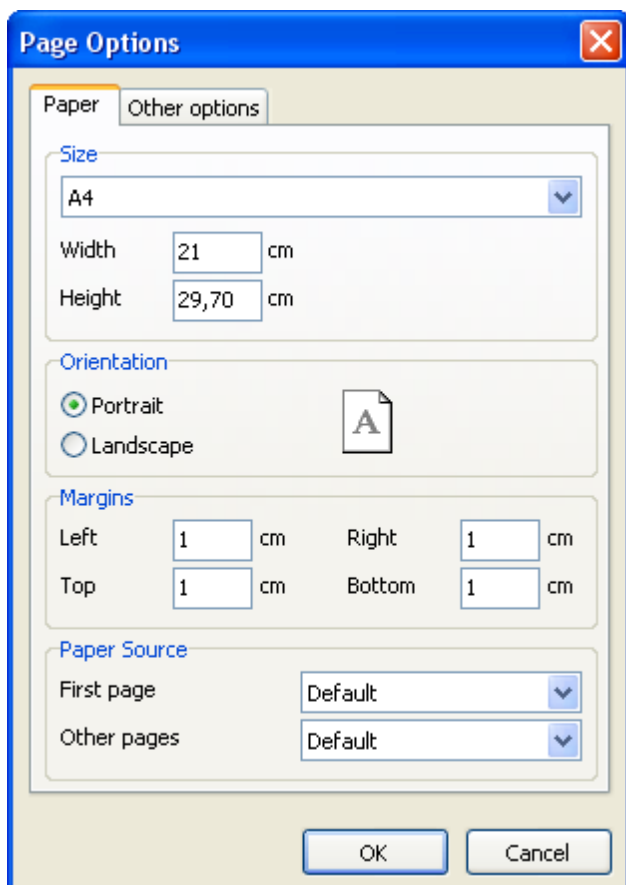 Page Options
Paper Other options
Size
A4
Width 21 cm
Height 29,70 cm
Orientation
Portrait
A
Landscape
Margins
Left 1 cm Right 1 cm
Top 1 cm Bottom 1 cm
Paper Source
First page Default
Other pages Default
OK Cancel